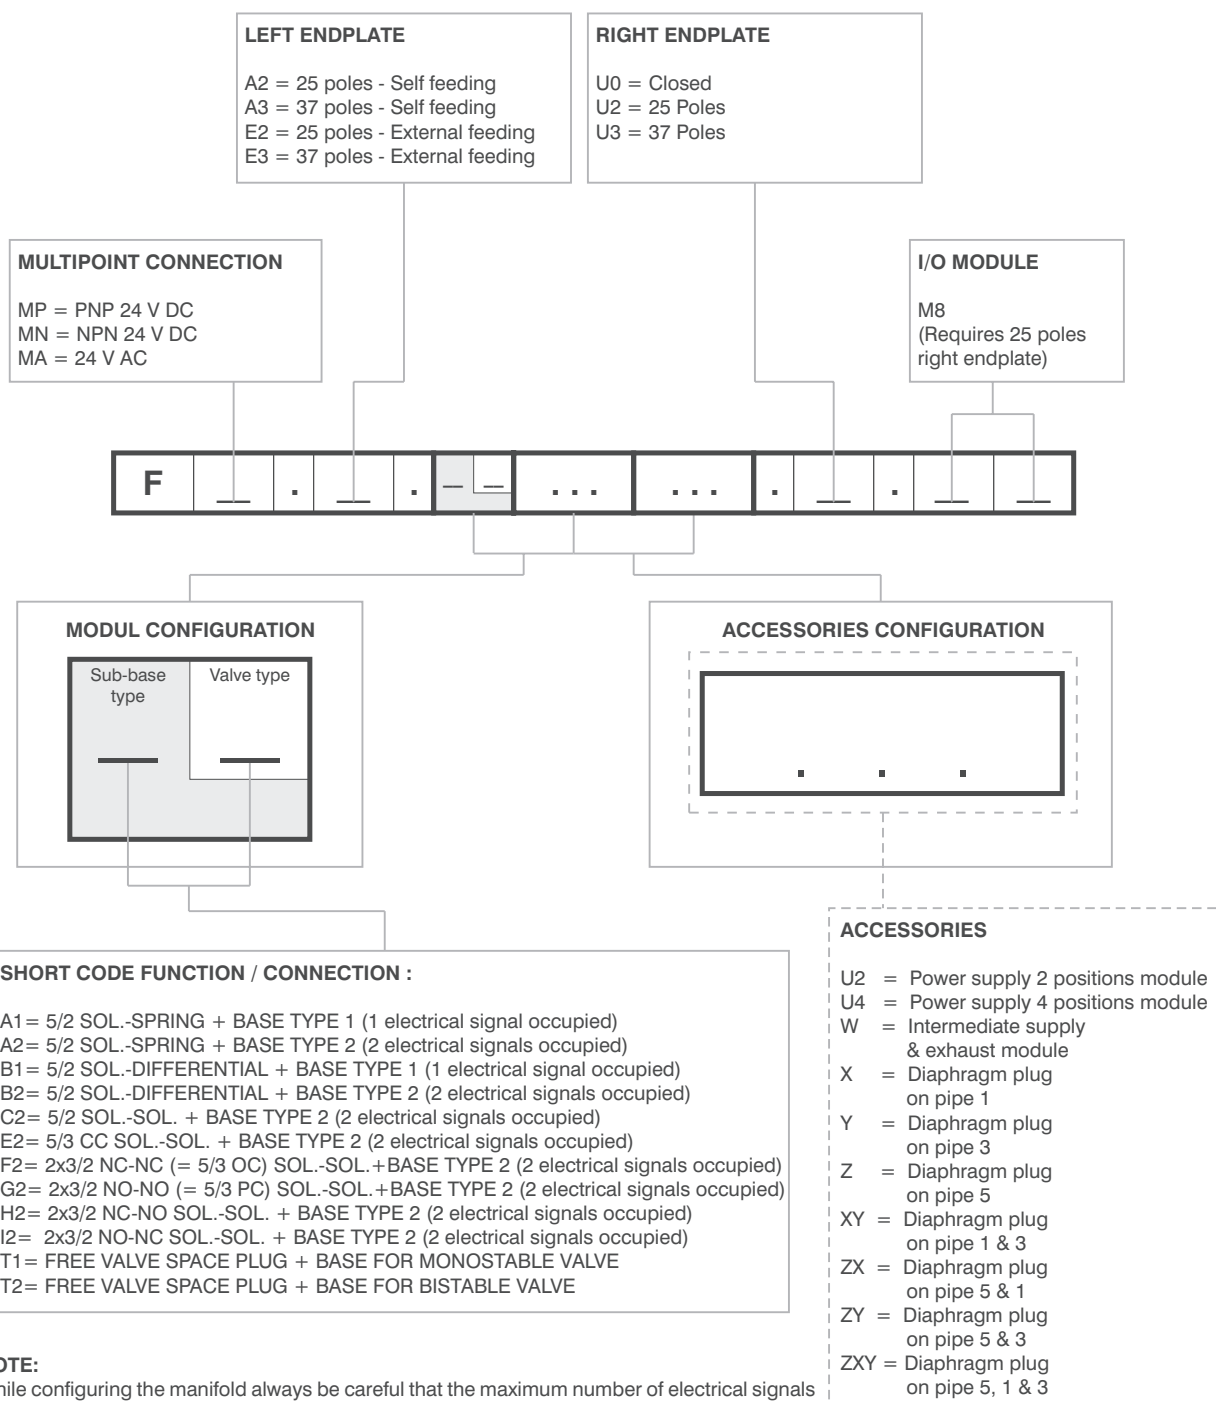 LEFT ENDPLATE
A2 = 25 poles - Self feeding
A3 = 37 poles - Self feeding
E2 = 25 poles - External feeding
E3 = 37 poles - External feeding
RIGHT ENDPLATE
U0 = Closed
U2 = 25 Poles
U3 = 37 Poles
MULTIPOINT CONNECTION
MP = PNP 24 V DC
MN = NPN 24 V DC
MA = 24 V AC
I/O MODULE
M8
(Requires 25 poles
right endplate)
F __ . __ . __ __ . . . . . . . __ . __ __
MODUL CONFIGURATION
Sub-base
type
Valve type
ACCESSORIES CONFIGURATION
. . .
SHORT CODE FUNCTION / CONNECTION :
A1= 5/2 SOL.-SPRING + BASE TYPE 1 (1 electrical signal occupied)
A2= 5/2 SOL.-SPRING + BASE TYPE 2 (2 electrical signals occupied)
B1= 5/2 SOL.-DIFFERENTIAL + BASE TYPE 1 (1 electrical signal occupied)
B2= 5/2 SOL.-DIFFERENTIAL + BASE TYPE 2 (2 electrical signals occupied)
C2= 5/2 SOL.-SOL. + BASE TYPE 2 (2 electrical signals occupied)
E2= 5/3 CC SOL.-SOL. + BASE TYPE 2 (2 electrical signals occupied)
F2= 2x3/2 NC-NC (= 5/3 OC) SOL.-SOL.+BASE TYPE 2 (2 electrical signals occupied)
G2= 2x3/2 NO-NO (= 5/3 PC) SOL.-SOL.+BASE TYPE 2 (2 electrical signals occupied)
H2= 2x3/2 NC-NO SOL.-SOL. + BASE TYPE 2 (2 electrical signals occupied)
I2= 2x3/2 NO-NC SOL.-SOL. + BASE TYPE 2 (2 electrical signals occupied)
T1= FREE VALVE SPACE PLUG + BASE FOR MONOSTABLE VALVE
T2= FREE VALVE SPACE PLUG + BASE FOR BISTABLE VALVE
ACCESSORIES
U2 = Power supply 2 positions module
U4 = Power supply 4 positions module
W = Intermediate supply
& exhaust module
X = Diaphragm plug
on pipe 1
Y = Diaphragm plug
on pipe 3
Z = Diaphragm plug
on pipe 5
XY = Diaphragm plug
on pipe 1 & 3
ZX = Diaphragm plug
on pipe 5 & 1
ZY = Diaphragm plug
on pipe 5 & 3
ZXY = Diaphragm plug
on pipe 5, 1 & 3
OTE:
hile configuring the manifold always be careful that the maximum number of electrical signals